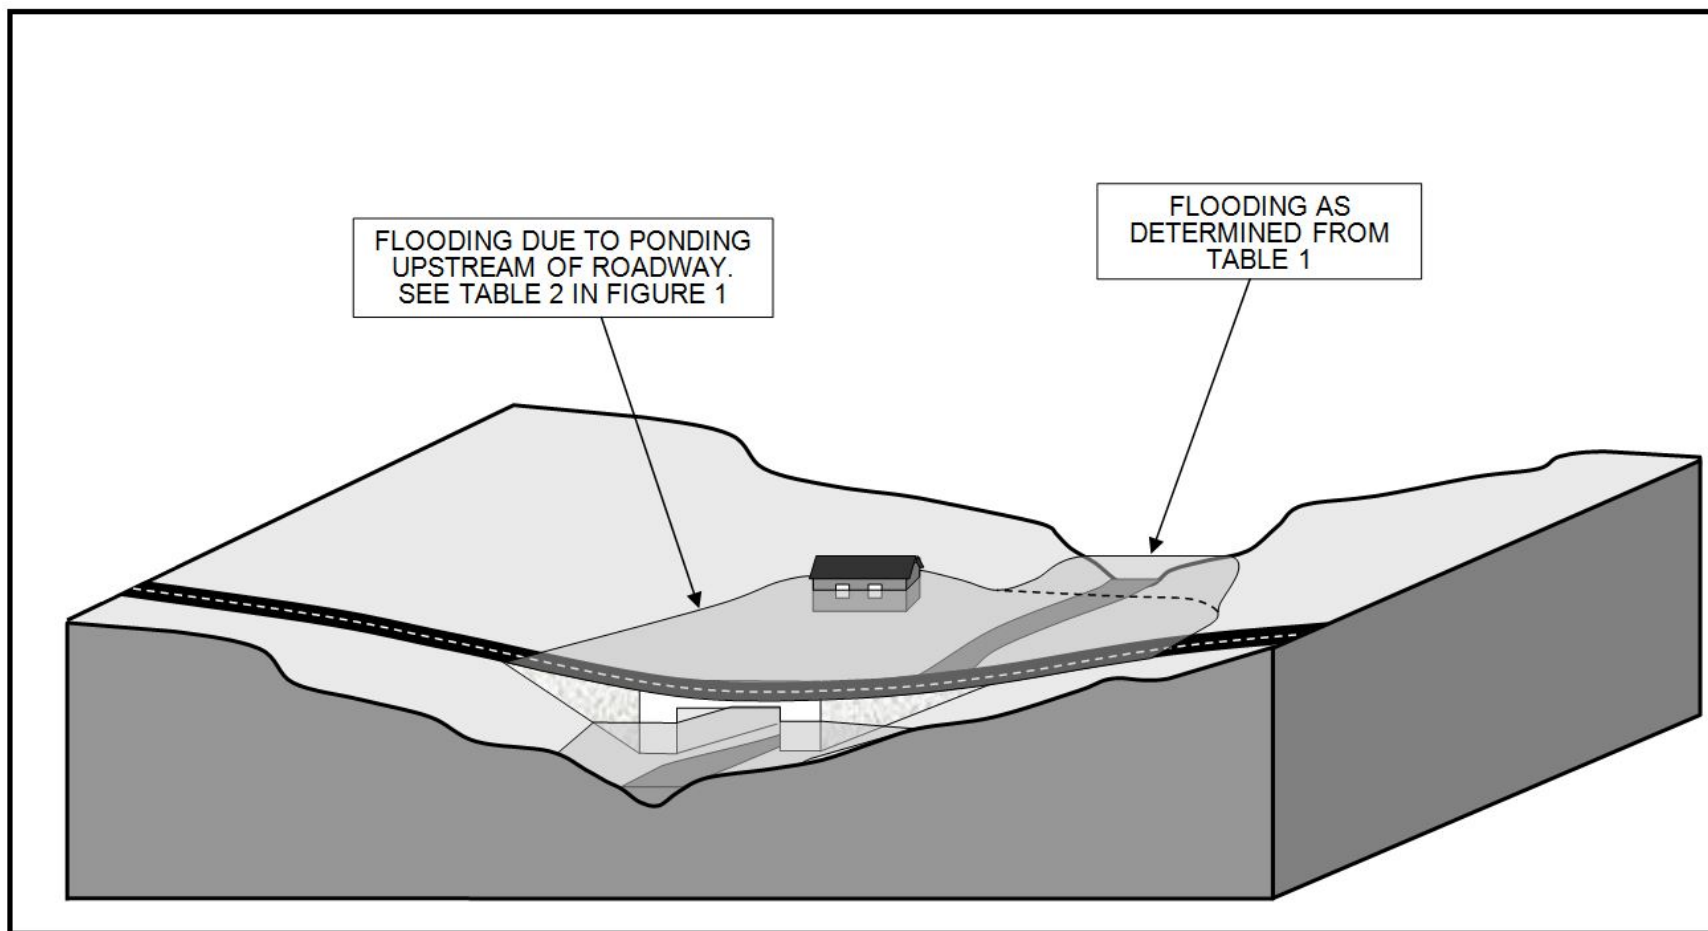 FLOODING DUE TO PONDING
UPSTREAM OF ROADWAY.
SEE TABLE 2 IN FIGURE 1
FLOODING AS
DETERMINED FROM
TABLE 1